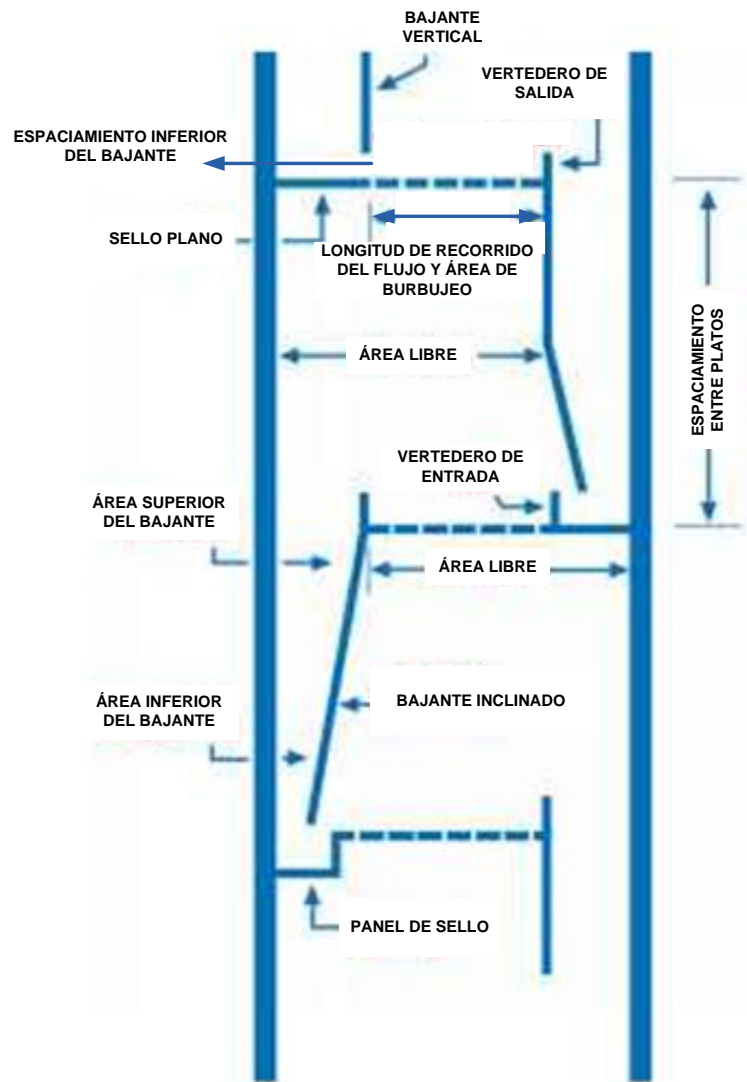 BAJANTE
VERTICAL
VERTEDERO DE
SALIDA
ESPACIAMIENTO INFERIOR
DEL BAJANTE
SELLO PLANO
LONGITUD DE RECORRIDO
DEL FLUJO Y ÁREA DE
BURBUJEO
ÁREA LIBRE
ESPACIAMIENTO
ENTRE PLATOS
VERTEDERO DE
ENTRADA
ÁREA SUPERIOR
DEL BAJANTE
ÁREA LIBRE
ÁREA INFERIOR
DEL BAJANTE
BAJANTE INCLINADO
PANEL DE SELLO